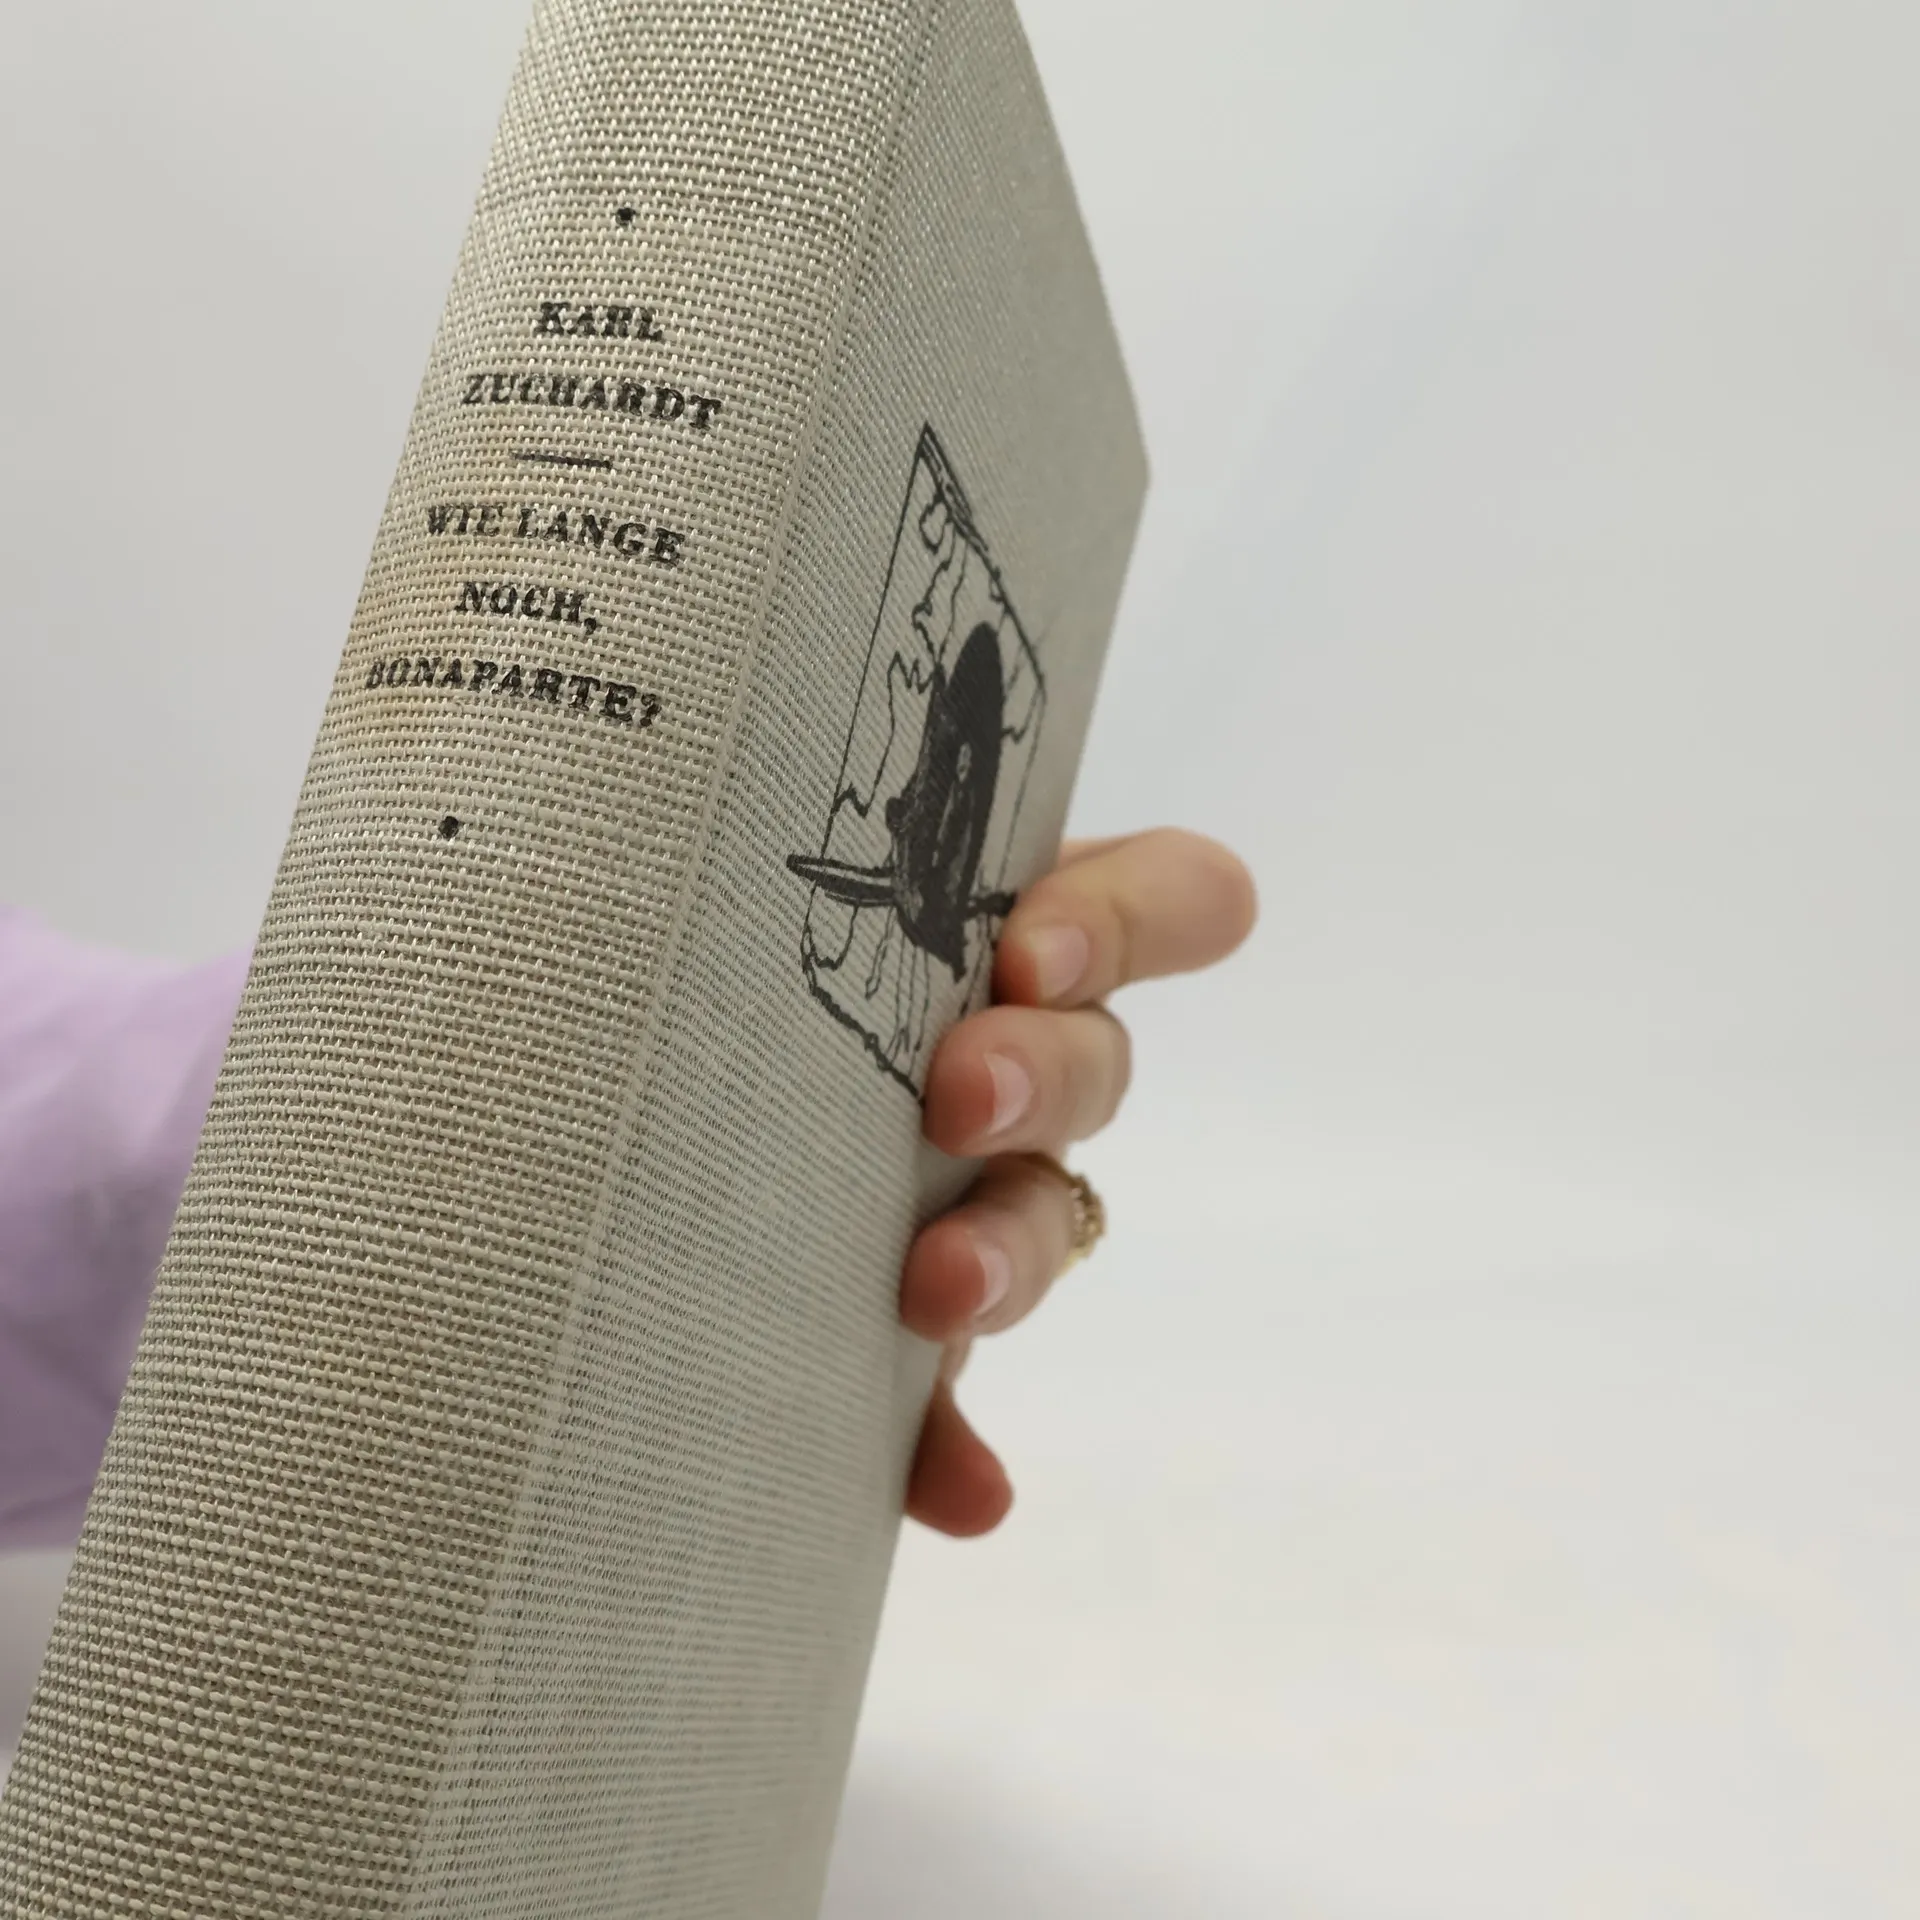 KARL
ZUCHARDT
WIE LANGE
NOCH,
BONAPARTE?